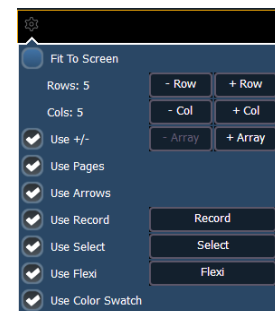 Fit To Screen
Rows: 5 - Row + Row
Cols: 5 - Col + Col
Use +/- - Array + Array
Use Pages
Use Arrows
Use Record Record
Use Select Select
Use Flexi Flexi
Use Color Swatch